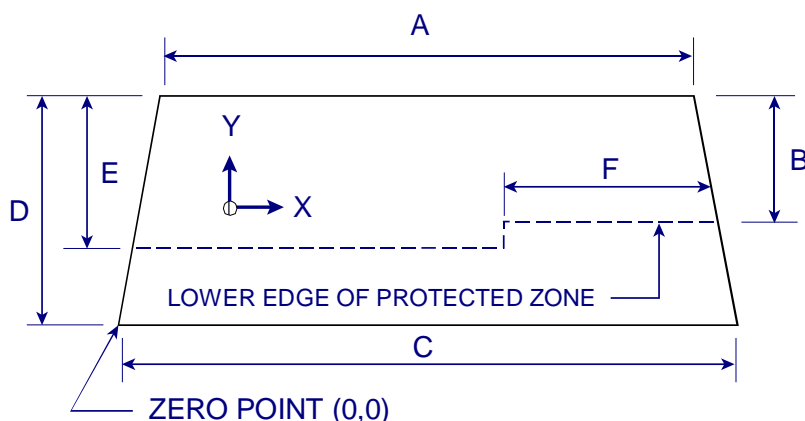 A
Y
B
E
F
D
X
LOWER EDGE OF PROTECTED ZONE
C
ZERO POINT (0,0)